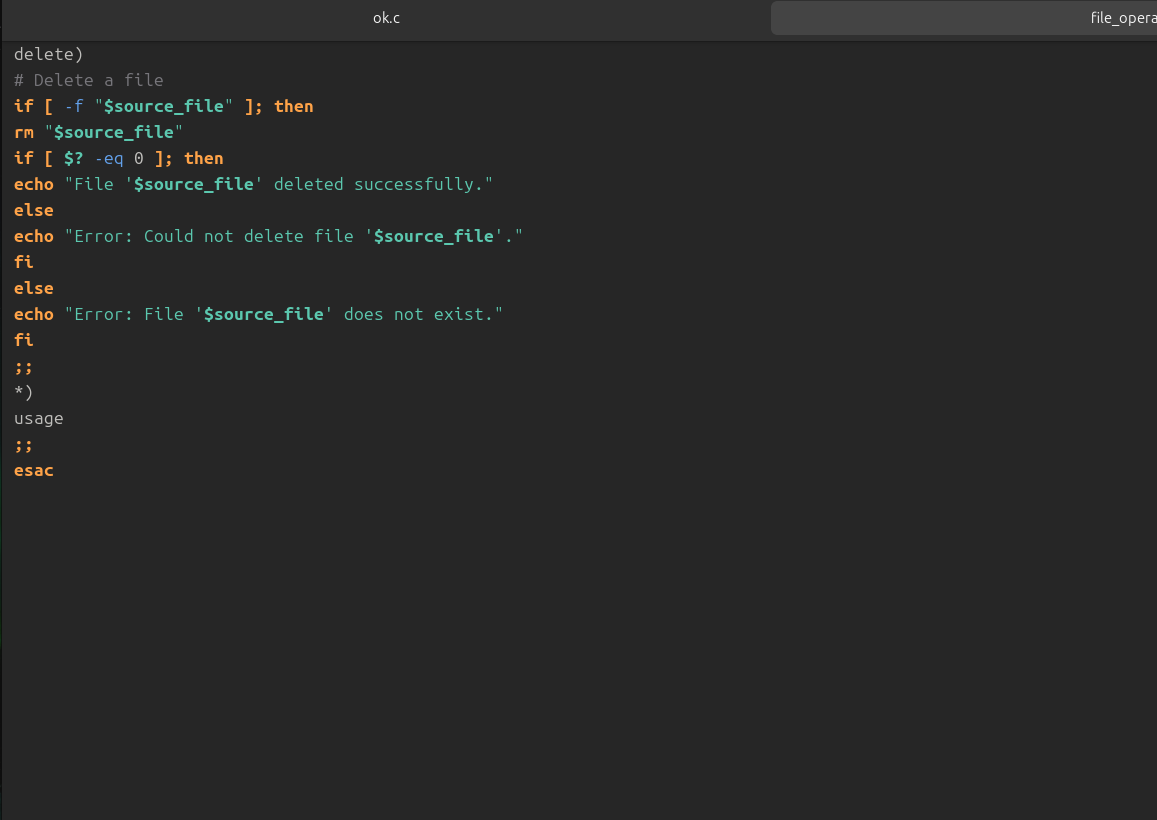 ok.c
file_opera
delete)
# Delete a file
if [ -f "$source_file" ]; then
rm "$source_file"
if [ $? -eq 0 ]; then
echo "File '$source_file' deleted successfully."
else
echo "Error: Could not delete file '$source_file'."
fi
else
echo "Error: File '$source_file' does not exist."
fi
;;
*)
usage
;;
esac